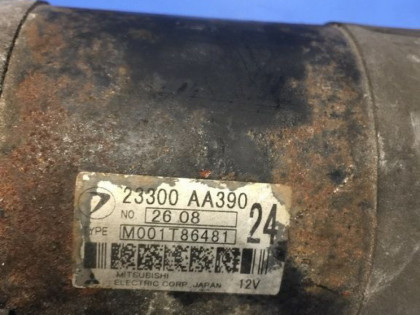 23300 AA390
NO 26 08
TYPE M001T86481 24
MITSUBISHI
ELECTRIC CORP. JAPAN 12V